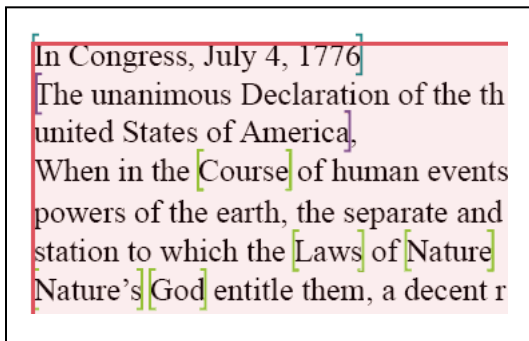 [In Congress, July 4, 1776]
[The unanimous Declaration of the th
united States of America],
When in the [Course] of human events
powers of the earth, the separate and
station to which the [Laws] of [Nature]
[Nature’s][God] entitle them, a decent r